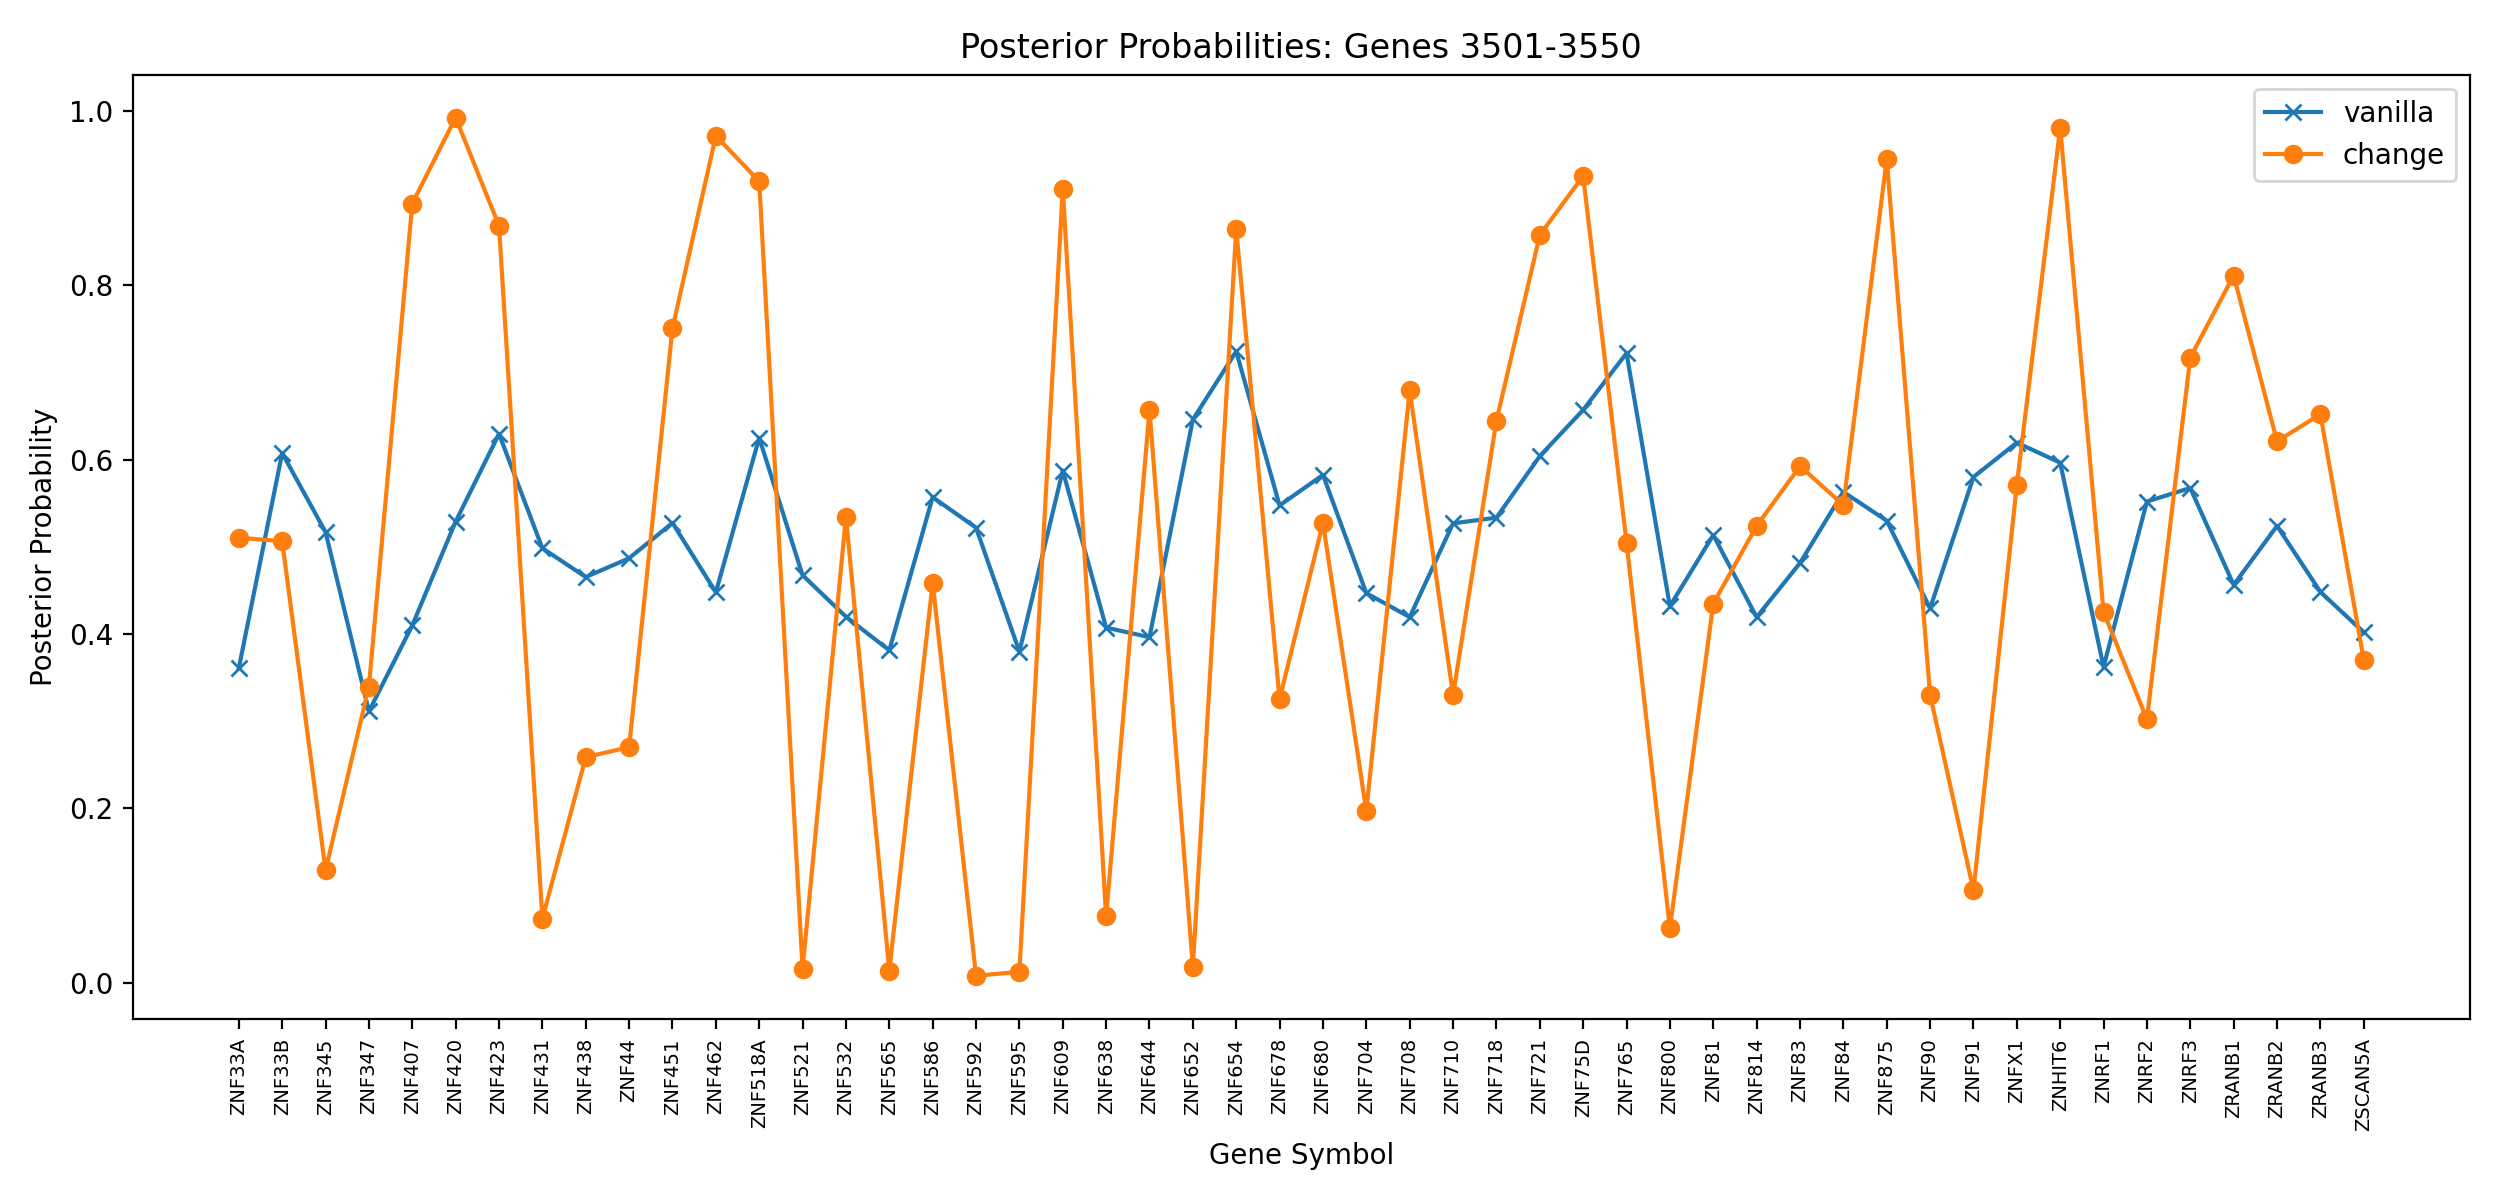 Posterior Probabilities: Genes 3501-3550
vanilla
change
Posterior Probability
1.0
0.8
0.6
0.4
0.2
0.0
ZNF33A
ZNF33B
ZNF345
ZNF347
ZNF407
ZNF420
ZNF423
ZNF431
ZNF438
ZNF44
ZNF451
ZNF462
ZNF518A
ZNF521
ZNF532
ZNF565
ZNF586
ZNF592
ZNF595
ZNF609
ZNF638
ZNF644
ZNF652
ZNF654
ZNF678
ZNF680
ZNF704
ZNF708
ZNF710
ZNF718
ZNF721
ZNF75D
ZNF765
ZNF800
ZNF81
ZNF814
ZNF83
ZNF84
ZNF875
ZNF90
ZNF91
ZNFX1
ZNHIT6
ZNRF1
ZNRF2
ZNRF3
ZRANB1
ZRANB2
ZRANB3
ZSCAN5A
Gene Symbol